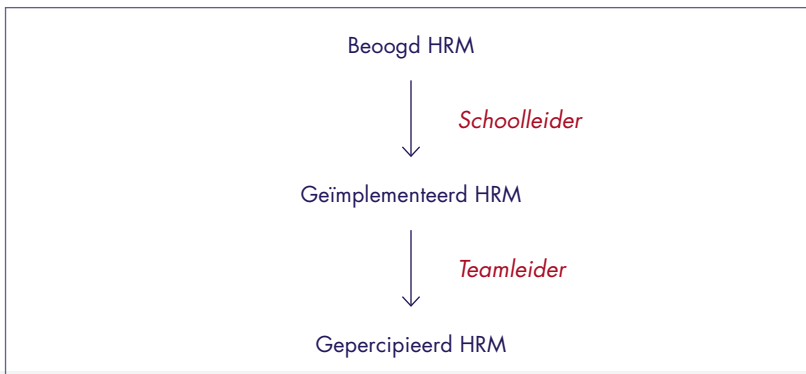 Beoogd HRM
Schoolleider
Geïmplementeerd HRM
Teamleider
Gepercipieerd HRM